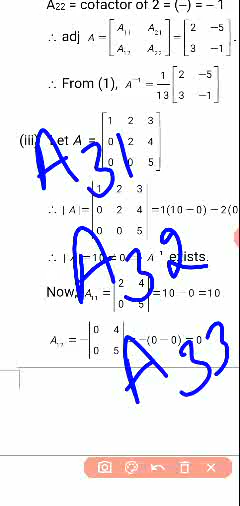 A₂₂ = cofactor of 2 = (–) = – 1
∴ adj A = [A₁₁ A₂₁ / A₁₂ A₂₂] = [2 –5 / 3 –1].
∴ From (1), A⁻¹ = 1/13 [2 –5 / 3 –1]
(iii) Let A = [1 2 3 / 0 2 4 / 0 0 5]
∴ |A| = |1 2 3 / 0 2 4 / 0 0 5| = 1(10 –0) –2(0
∴ |A| = 10 ≠ 0 ∴ A⁻¹ exists.
Now, A₁₁ = |2 4 / 0 5| = 10 –0 = 10
A₁₂ = –|0 4 / 0 5| = –(0 –0) = 0
A31
A32
A33